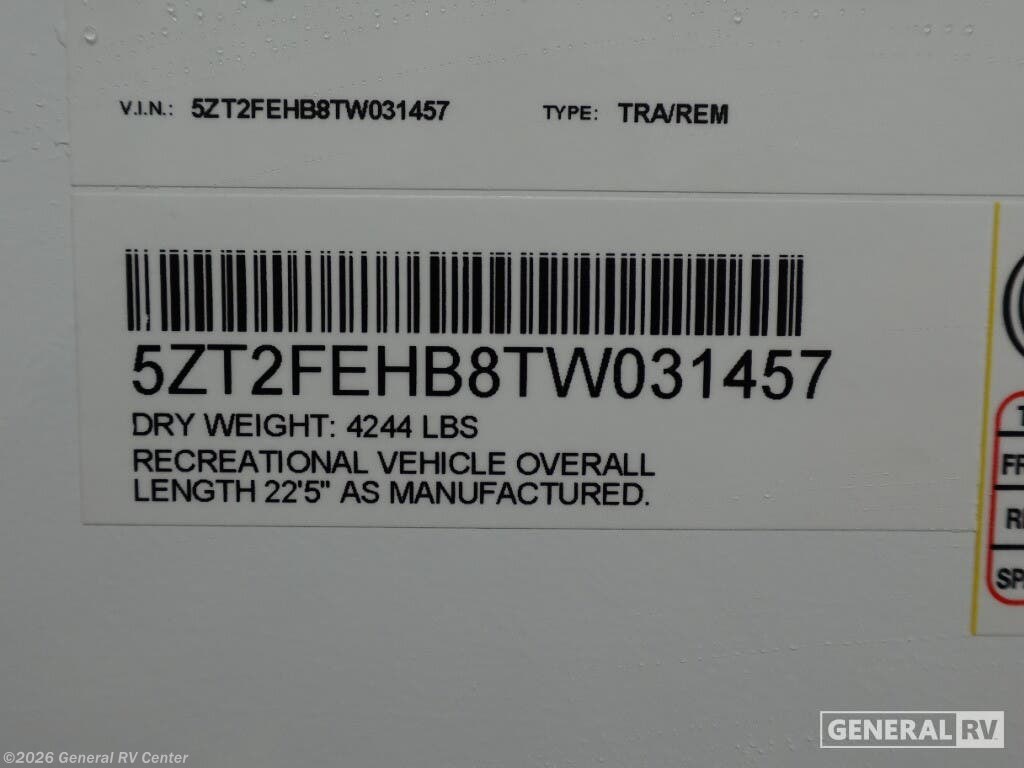 V.I.N.: 5ZT2FEHB8TW031457 TYPE: TRA/REM
5ZT2FEHB8TW031457
DRY WEIGHT: 4244 LBS
RECREATIONAL VEHICLE OVERALL
LENGTH 22'5" AS MANUFACTURED.
GENERAL RV
©2026 General RV Center